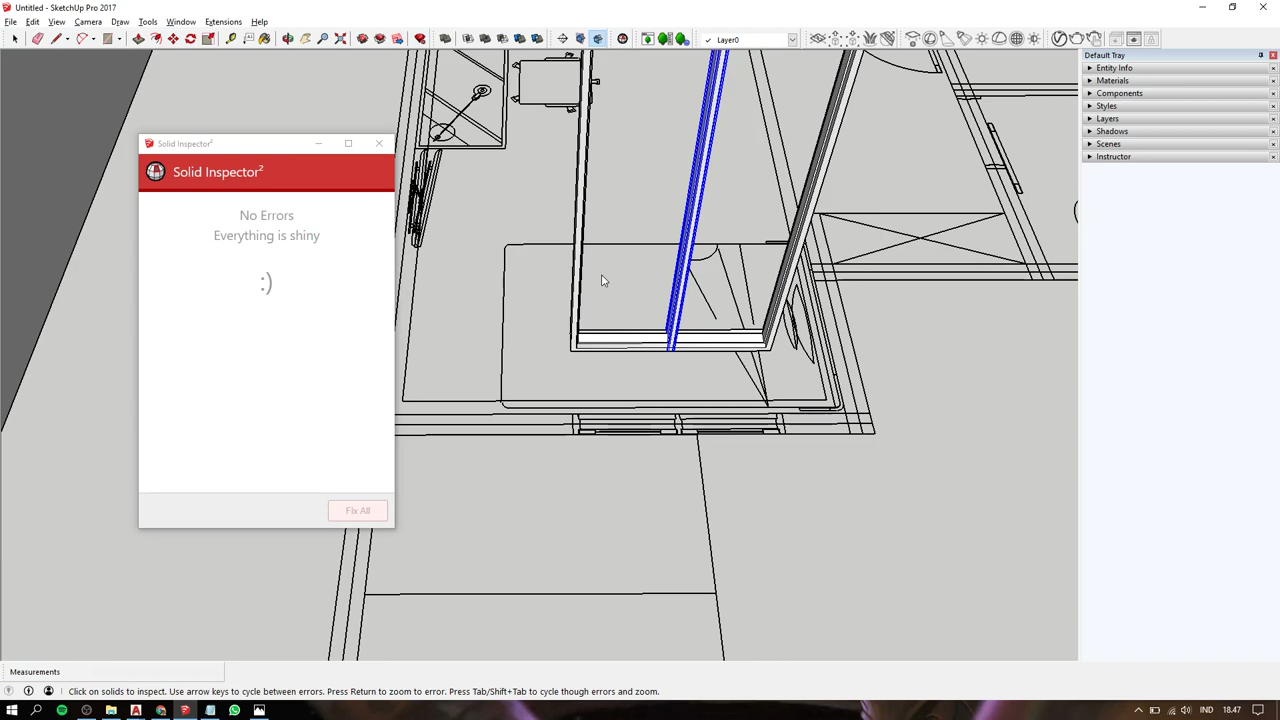 Untitled - SketchUp Pro 2017
File Edit View Camera Draw Tools Window Extensions Help
Layer0
Default Tray
Entity Info
Materials
Components
Styles
Layers
Shadows
Scenes
Instructor
Solid Inspector²
Solid Inspector²
No Errors
Everything is shiny
:)
Fix All
Measurements
Click on solids to inspect. Use arrow keys to cycle between errors. Press Return to zoom to error. Press Tab/Shift+Tab to cycle though errors and zoom.
IND 18.47